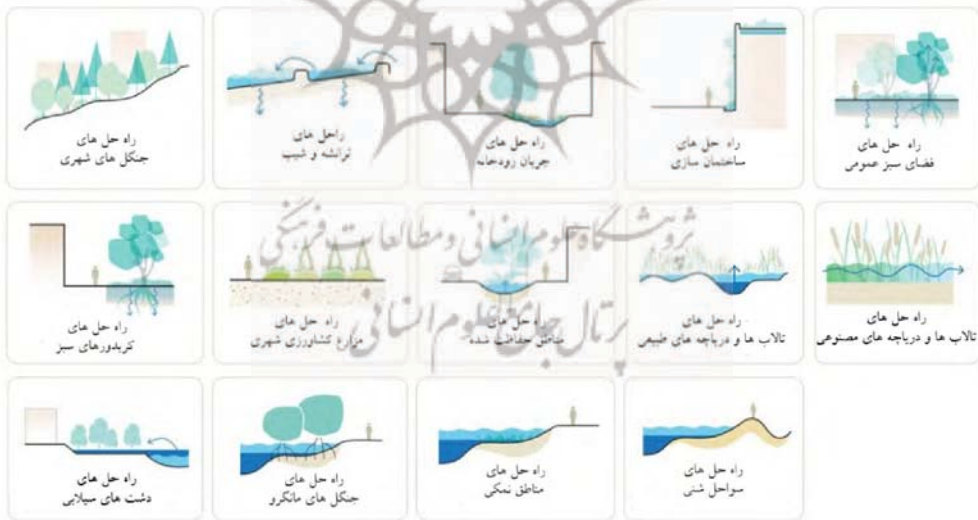 راه حل های
فضای سبز عمومی
راه حل های
ساختمان سازی
راه حل های
جریان رودخانه
راحل های
ترانشه و شیب
راه حل های
جنگل های شهری
راه حل های
تالاب ها و دریاچه های مصنوعی
راه حل های
تالاب ها و دریاچه های طبیعی
راه حل های
مناطق حفاظت شده
راه حل های
مزارع کشاورزی شهری
راه حل های
کریدورهای سبز
راه حل های
سواحل شنی
راه حل های
مناطق نمکی
راه حل های
جنگل های مانگرو
راه حل های
دشت های سیلابی
پژوهشگاه علوم انسانی و مطالعات فرهنگی
پرتال جامع علوم انسانی